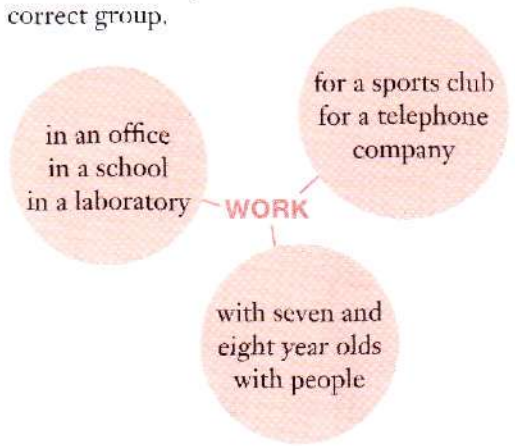 correct group.
in an office
in a school
in a laboratory
for a sports club
for a telephone
company
WORK
with seven and
eight year olds
with people